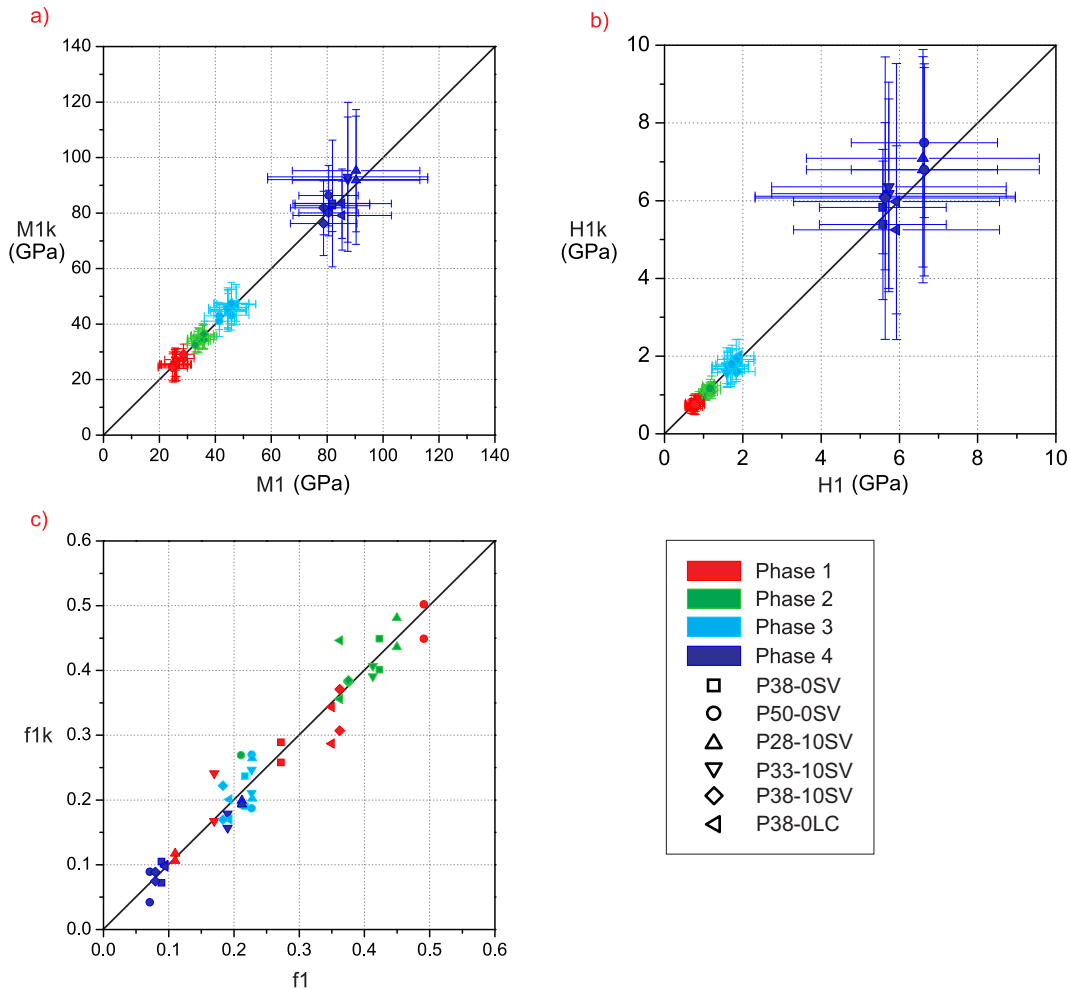 a)
140
120
100
80
60
40
20
0
M1k
(GPa)
0 20 40 60 80 100 120 140
M1 (GPa)
b)
10
8
6
4
2
0
H1k
(GPa)
0 2 4 6 8 10
H1 (GPa)
c)
0.6
0.5
0.4
0.3
0.2
0.1
0.0
f1k
0.0 0.1 0.2 0.3 0.4 0.5 0.6
f1
Phase 1
Phase 2
Phase 3
Phase 4
P38-0SV
P50-0SV
P28-10SV
P33-10SV
P38-10SV
P38-0LC